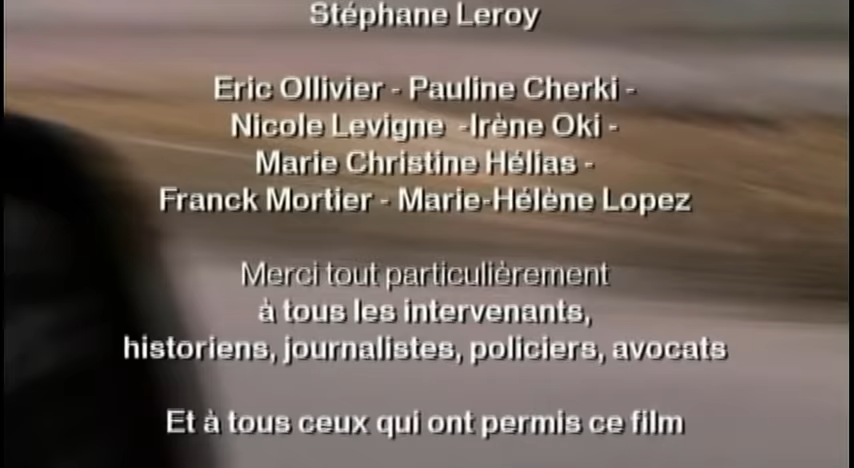 Stéphane Leroy
Eric Ollivier - Pauline Cherki -
Nicole Levigne -Irène Oki -
Marie Christine Hélias -
Franck Mortier - Marie-Hélène Lopez
Merci tout particulièrement
à tous les intervenants,
historiens, journalistes, policiers, avocats
Et à tous ceux qui ont permis ce film